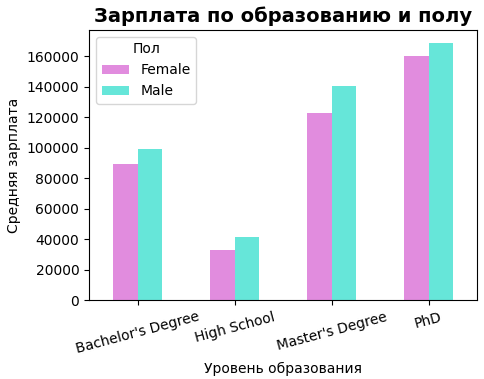 Зарплата по образованию и полу
Пол
Female
Male
160000
140000
120000
100000
80000
60000
40000
20000
0
Средняя зарплата
Bachelor's Degree
High School
Master's Degree
PhD
Уровень образования